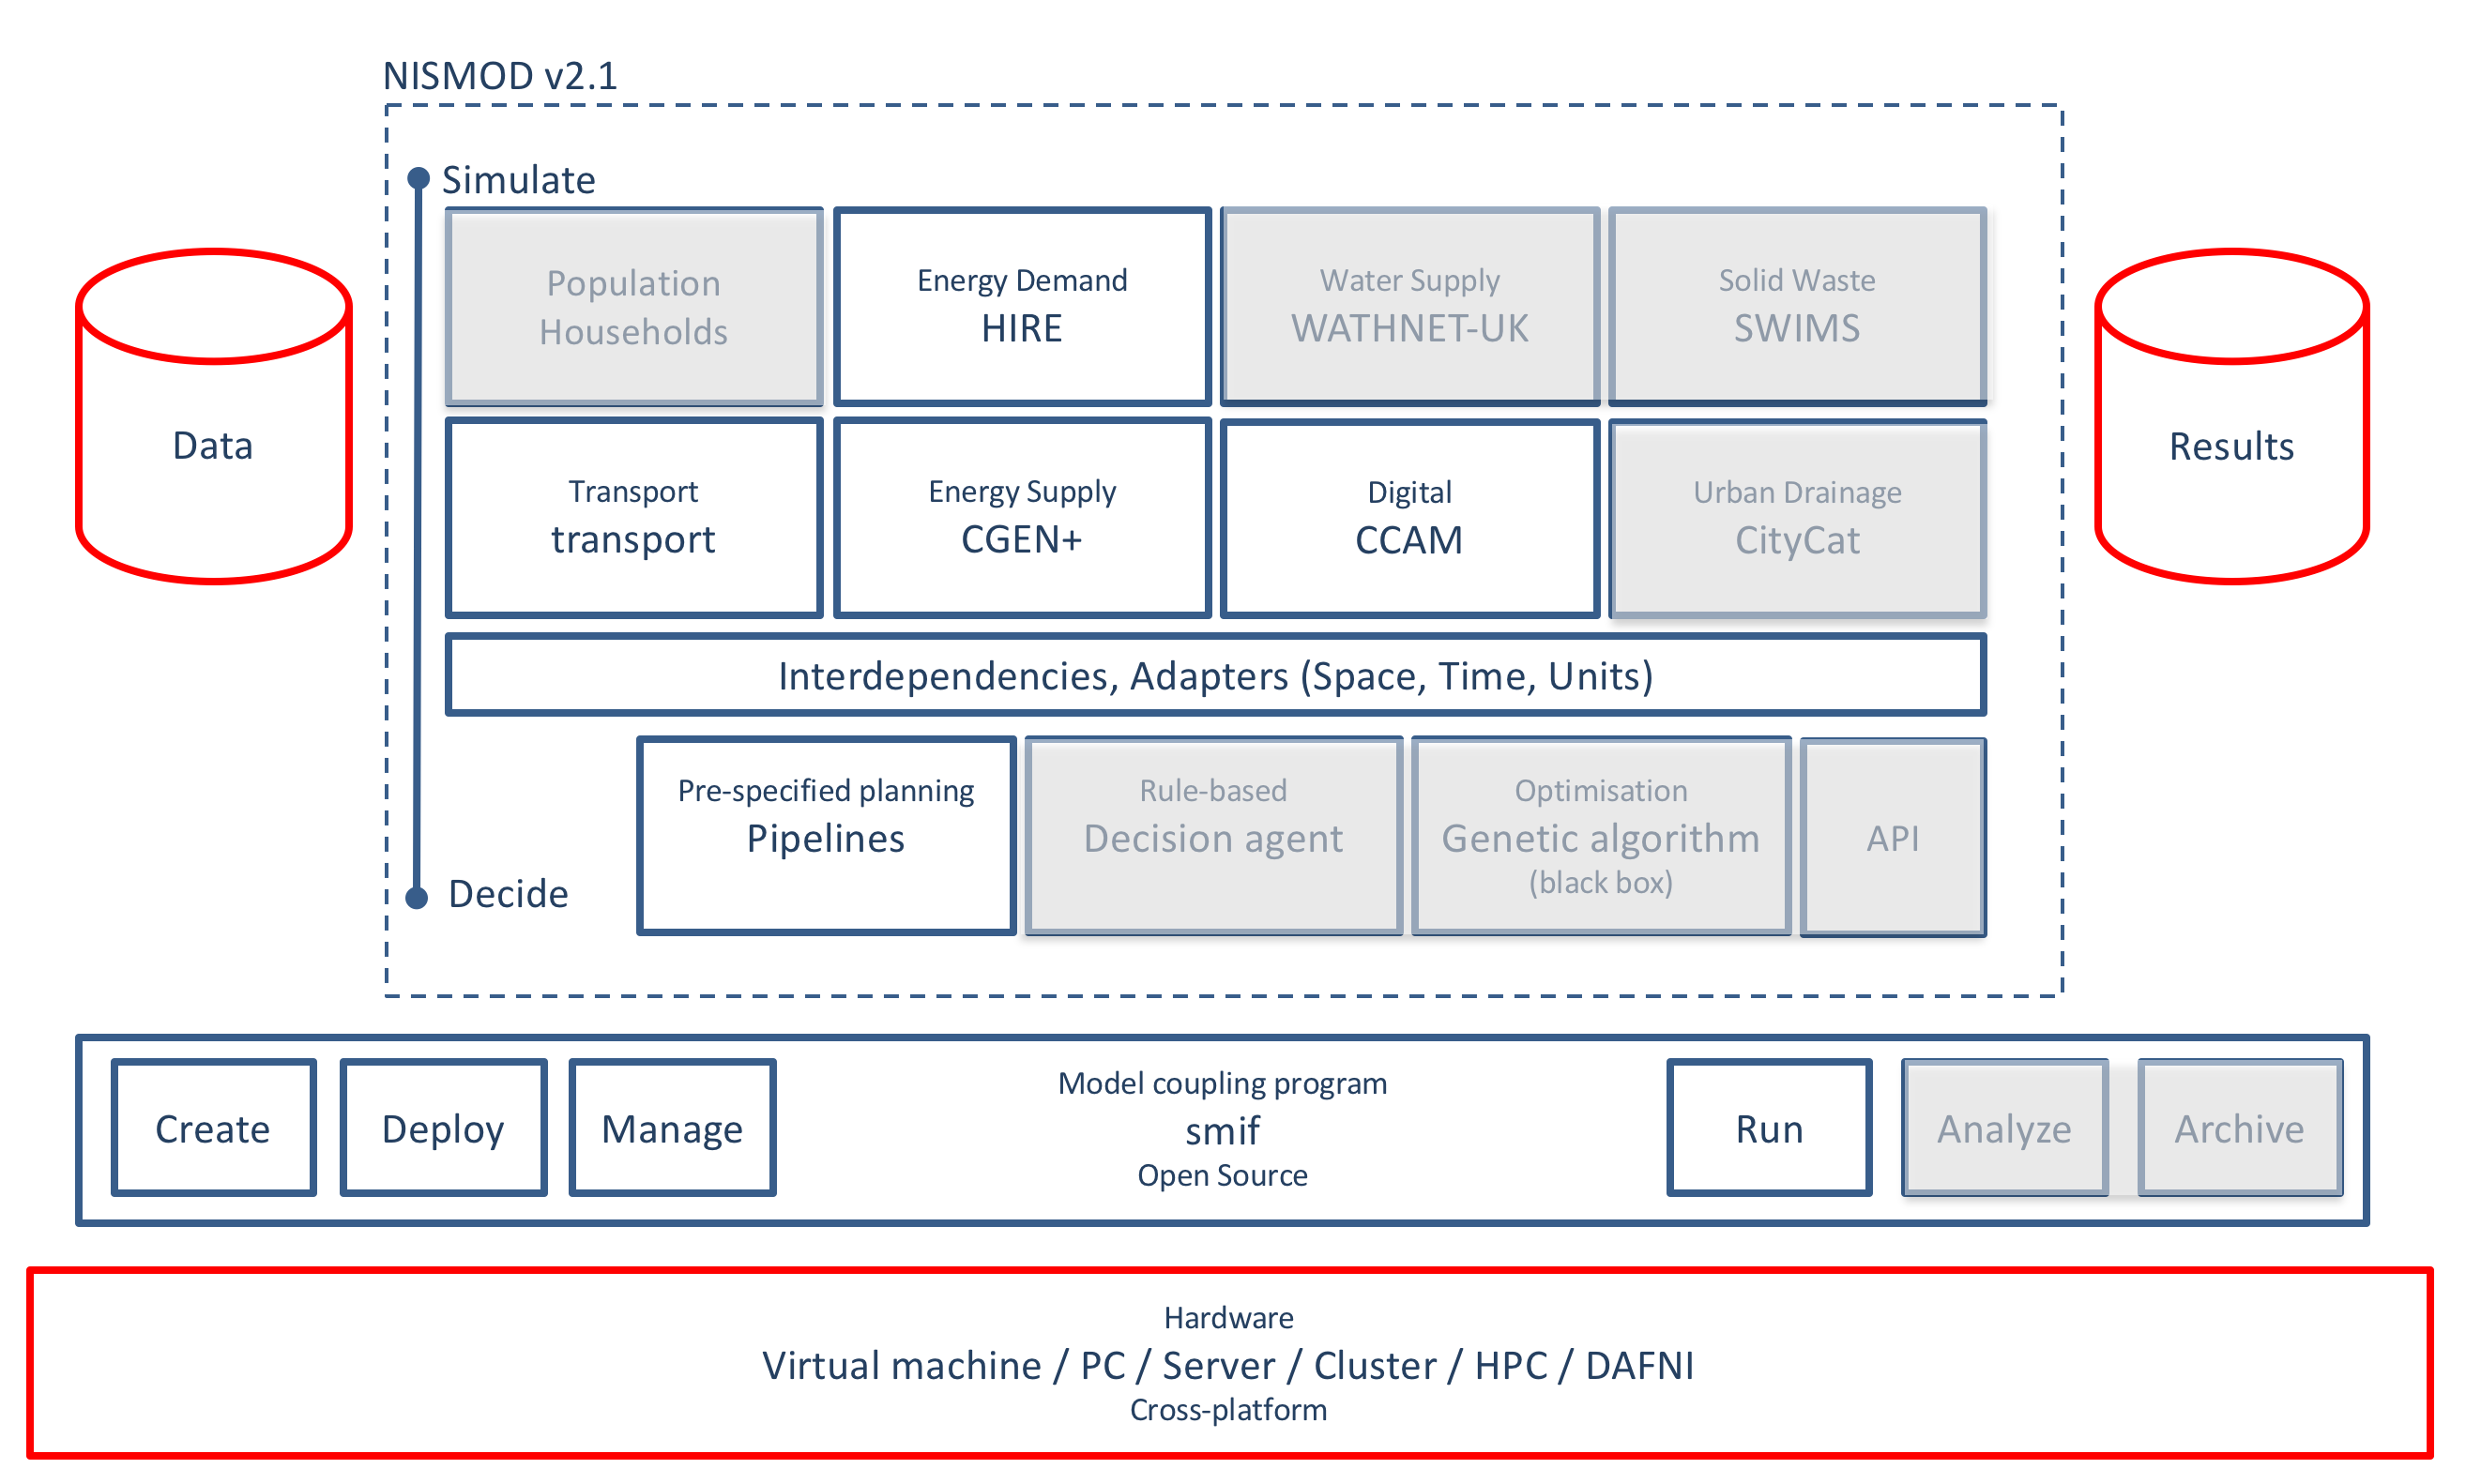 NISMOD v2.1
Simulate
Population
Households
Energy Demand
HIRE
Water Supply
WATHNET-UK
Solid Waste
SWIMS
Data
Results
Transport
transport
Energy Supply
CGEN+
Digital
CCAM
Urban Drainage
CityCat
Interdependencies, Adapters (Space, Time, Units)
Pre-specified planning
Pipelines
Rule-based
Decision agent
Optimisation
Genetic algorithm
(black box)
API
Decide
Create
Deploy
Manage
Model coupling program
smif
Open Source
Run
Analyze
Archive
Hardware
Virtual machine / PC / Server / Cluster / HPC / DAFNI
Cross-platform